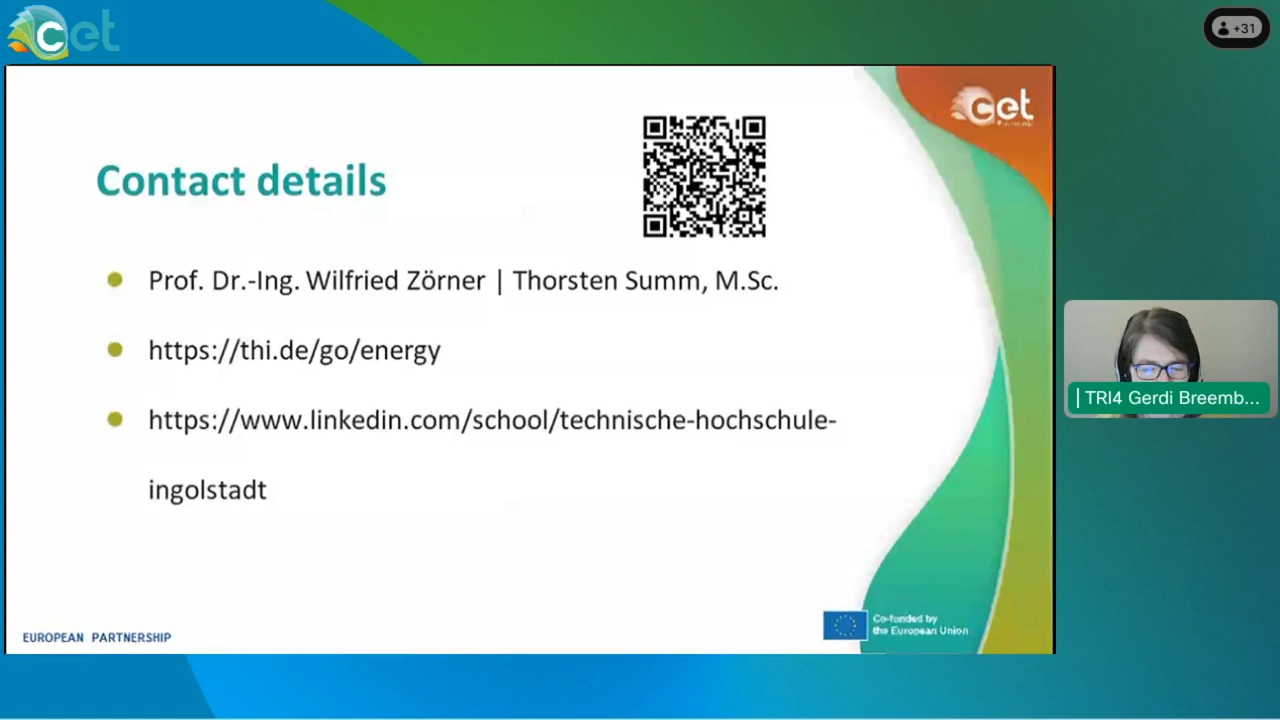 cet
+31
cet
Contact details
Prof. Dr.-Ing. Wilfried Zörner | Thorsten Summ, M.Sc.
https://thi.de/go/energy
https://www.linkedin.com/school/technische-hochschule-
ingolstadt
| TRI4 Gerdi Breemb...
Co-funded by
the European Union
EUROPEAN PARTNERSHIP